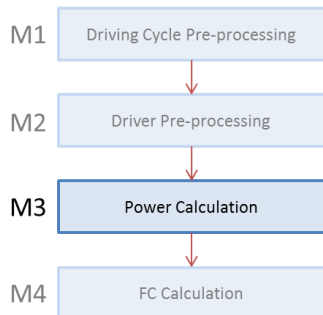 M1 Driving Cycle Pre-processing
M2 Driver Pre-processing
M3 Power Calculation
M4 FC Calculation